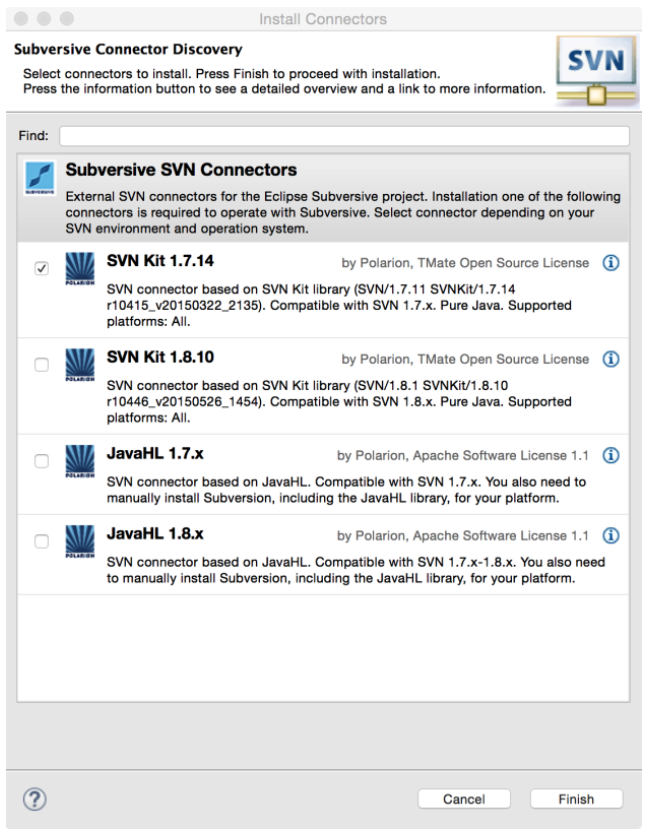 Install Connectors
Subversive Connector Discovery
Select connectors to install. Press Finish to proceed with installation.
Press the information button to see a detailed overview and a link to more information.
SVN
Find:
SUBVERSIVE
Subversive SVN Connectors
External SVN connectors for the Eclipse Subversive project. Installation one of the following
connectors is required to operate with Subversive. Select connector depending on your
SVN environment and operation system.
POLARION
SVN Kit 1.7.14
by Polarion, TMate Open Source License
SVN connector based on SVN Kit library (SVN/1.7.11 SVNKit/1.7.14
r10415_v20150322_2135). Compatible with SVN 1.7.x. Pure Java. Supported
platforms: All.
POLARION
SVN Kit 1.8.10
by Polarion, TMate Open Source License
SVN connector based on SVN Kit library (SVN/1.8.1 SVNKit/1.8.10
r10446_v20150526_1454). Compatible with SVN 1.8.x. Pure Java. Supported
platforms: All.
POLARION
JavaHL 1.7.x
by Polarion, Apache Software License 1.1
SVN connector based on JavaHL. Compatible with SVN 1.7.x. You also need to
manually install Subversion, including the JavaHL library, for your platform.
POLARION
JavaHL 1.8.x
by Polarion, Apache Software License 1.1
SVN connector based on JavaHL. Compatible with SVN 1.7.x-1.8.x. You also need
to manually install Subversion, including the JavaHL library, for your platform.
?
Cancel
Finish